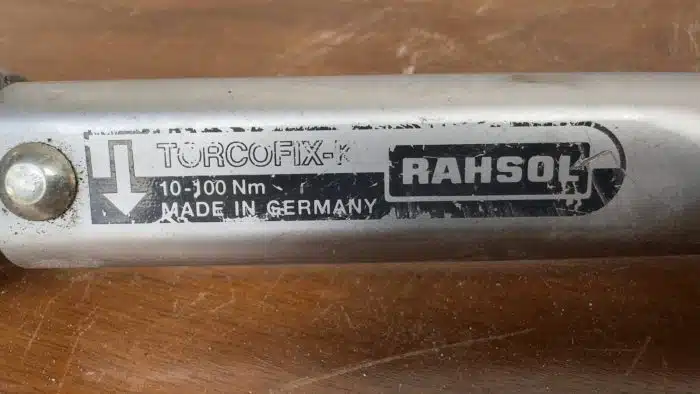 TORCOFIX-K
10-100 Nm
MADE IN GERMANY
RAHSOL